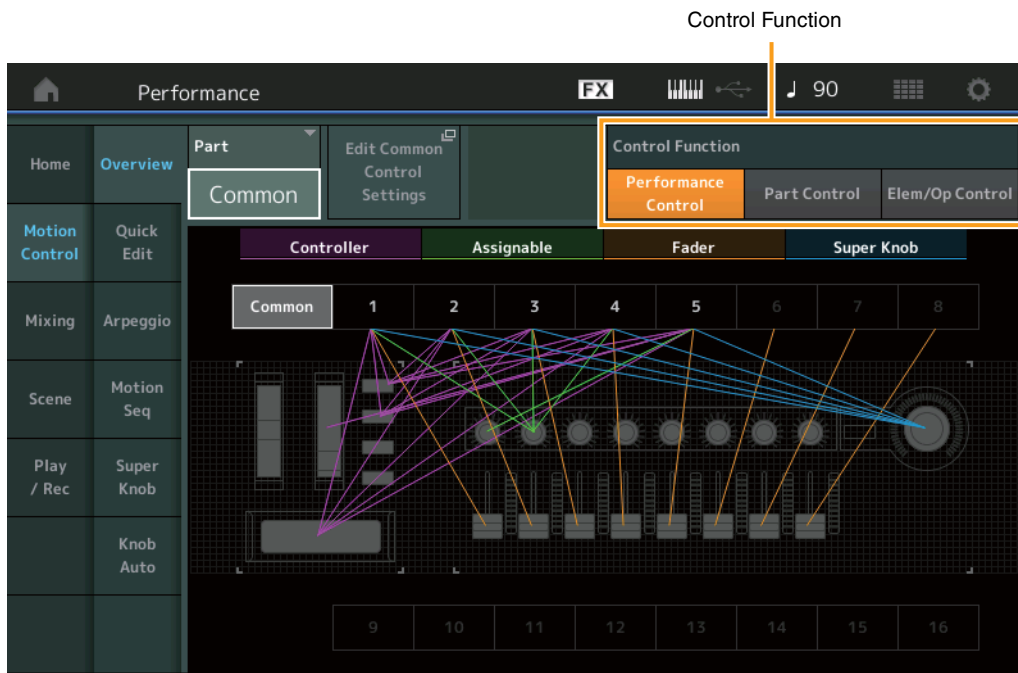 Control Function
Performance
FX
90
Part
Common
Edit Common
Control
Settings
Control Function
Performance
Control
Part Control
Elem/Op Control
Home
Motion
Control
Mixing
Scene
Play
/ Rec
Overview
Quick
Edit
Arpeggio
Motion
Seq
Super
Knob
Knob
Auto
Controller
Assignable
Fader
Super Knob
Common
1
2
3
4
5
6
7
8
9
10
11
12
13
14
15
16